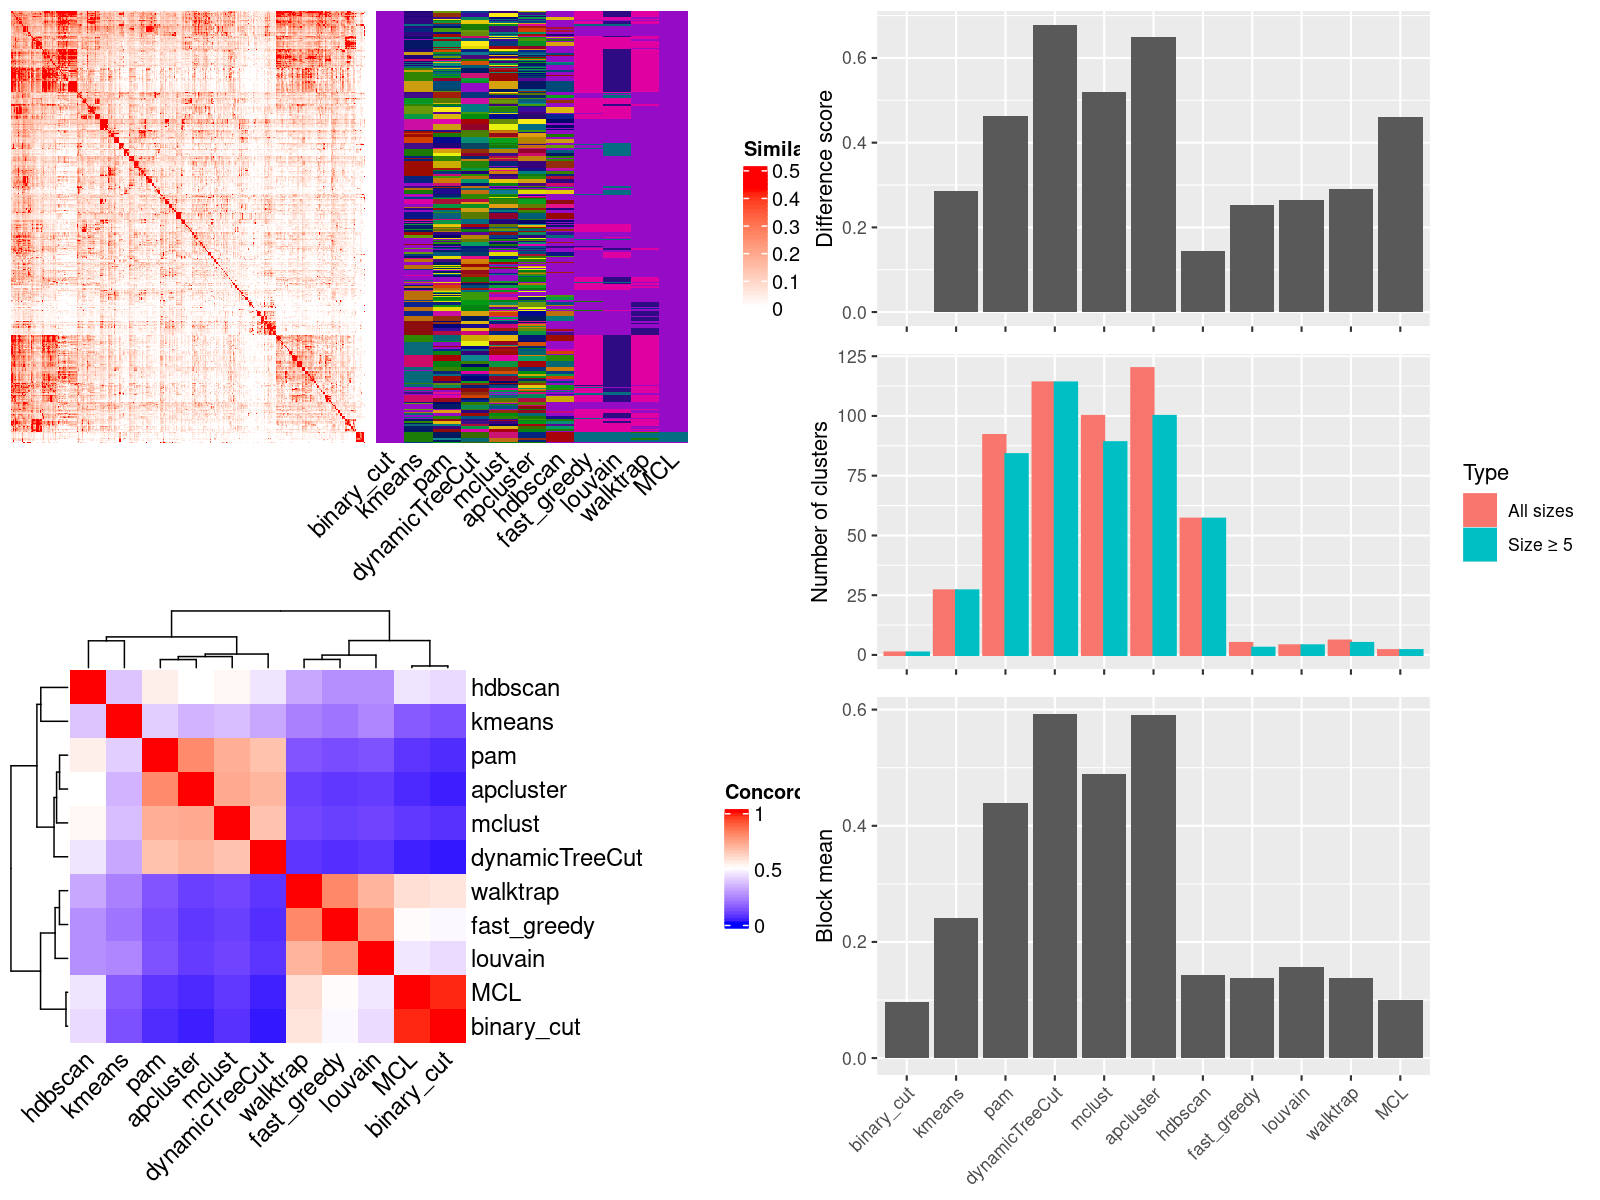 Simila
0.5
0.4
0.3
0.2
0.1
0
binary_cut
kmeans
pam
dynamicTreeCut
mclust
apcluster
hdbscan
fast_greedy
louvain
walktrap
MCL
hdbscan
kmeans
pam
apcluster
mclust
dynamicTreeCut
walktrap
fast_greedy
louvain
MCL
binary_cut
hdbscan
kmeans
pam
apcluster
mclust
dynamicTreeCut
walktrap
fast_greedy
louvain
MCL
binary_cut
Concord
1
0.5
0
Difference score
0.6
0.4
0.2
0.0
Number of clusters
125
100
75
50
25
0
Type
All sizes
Size ≥ 5
Block mean
0.6
0.4
0.2
0.0
binary_cut
kmeans
pam
dynamicTreeCut
mclust
apcluster
hdbscan
fast_greedy
louvain
walktrap
MCL